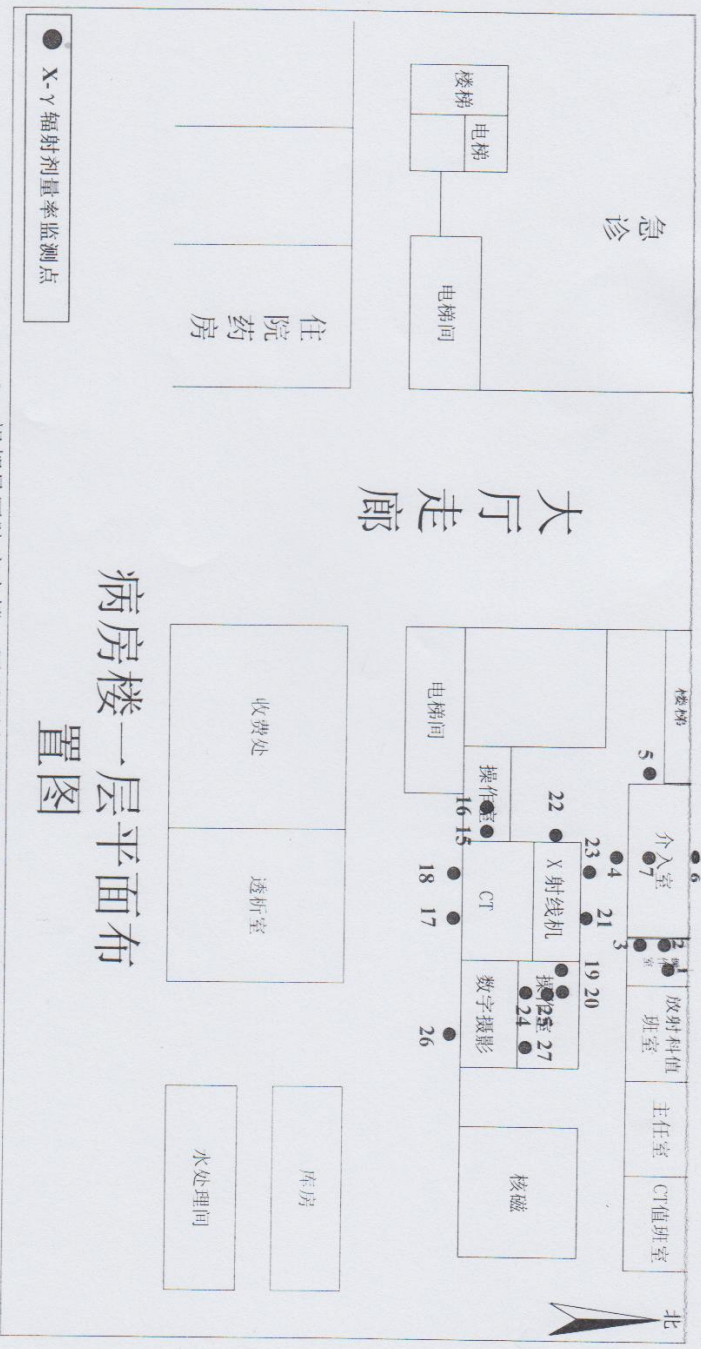 北
急诊
楼梯
电梯
电梯间
住院药房
大厅走廊
楼梯
5
介入室
6
7
4
2
3
1
放射科值班室
主任室
CT值班室
电梯间
操作室
16
15
22
23
X射线机
21
CT
18
17
19
20
操作室
25
27
24
数字摄影
26
核磁
收费处
透析室
库房
水处理间
病房楼一层平面布置图
● X-γ 辐射剂量率监测点